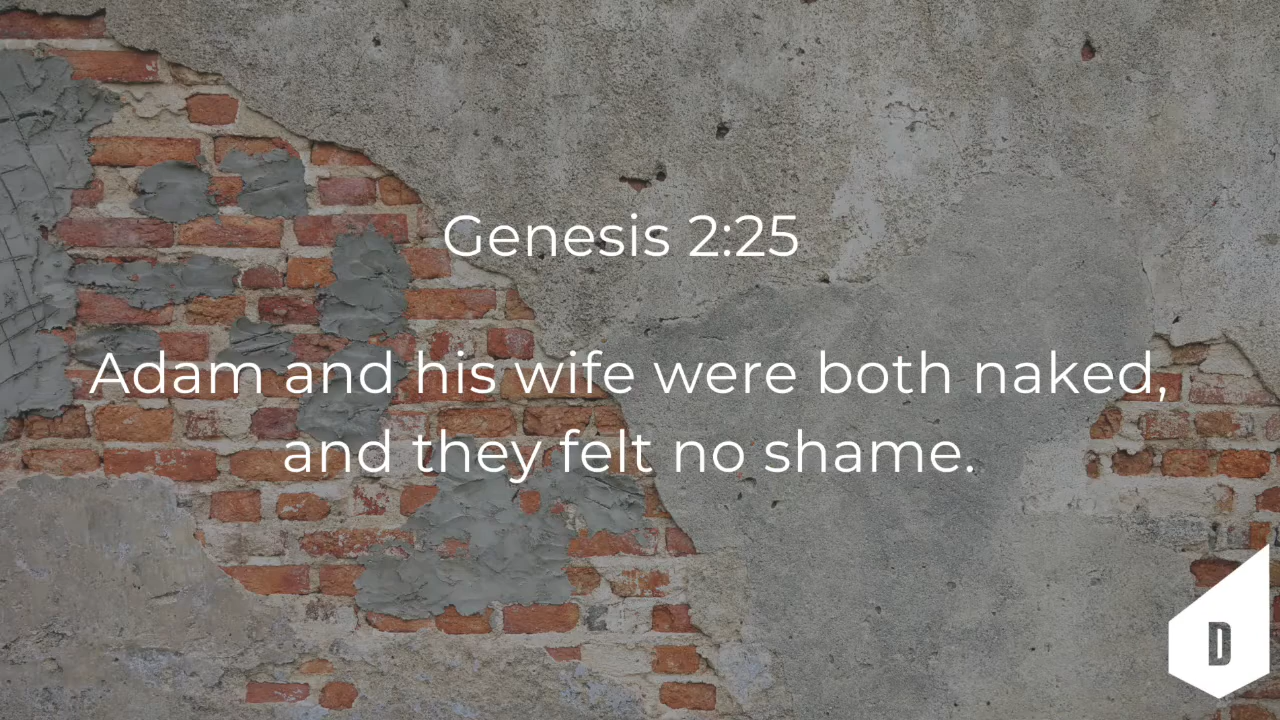 Genesis 2:25
Adam and his wife were both naked,
and they felt no shame.
D